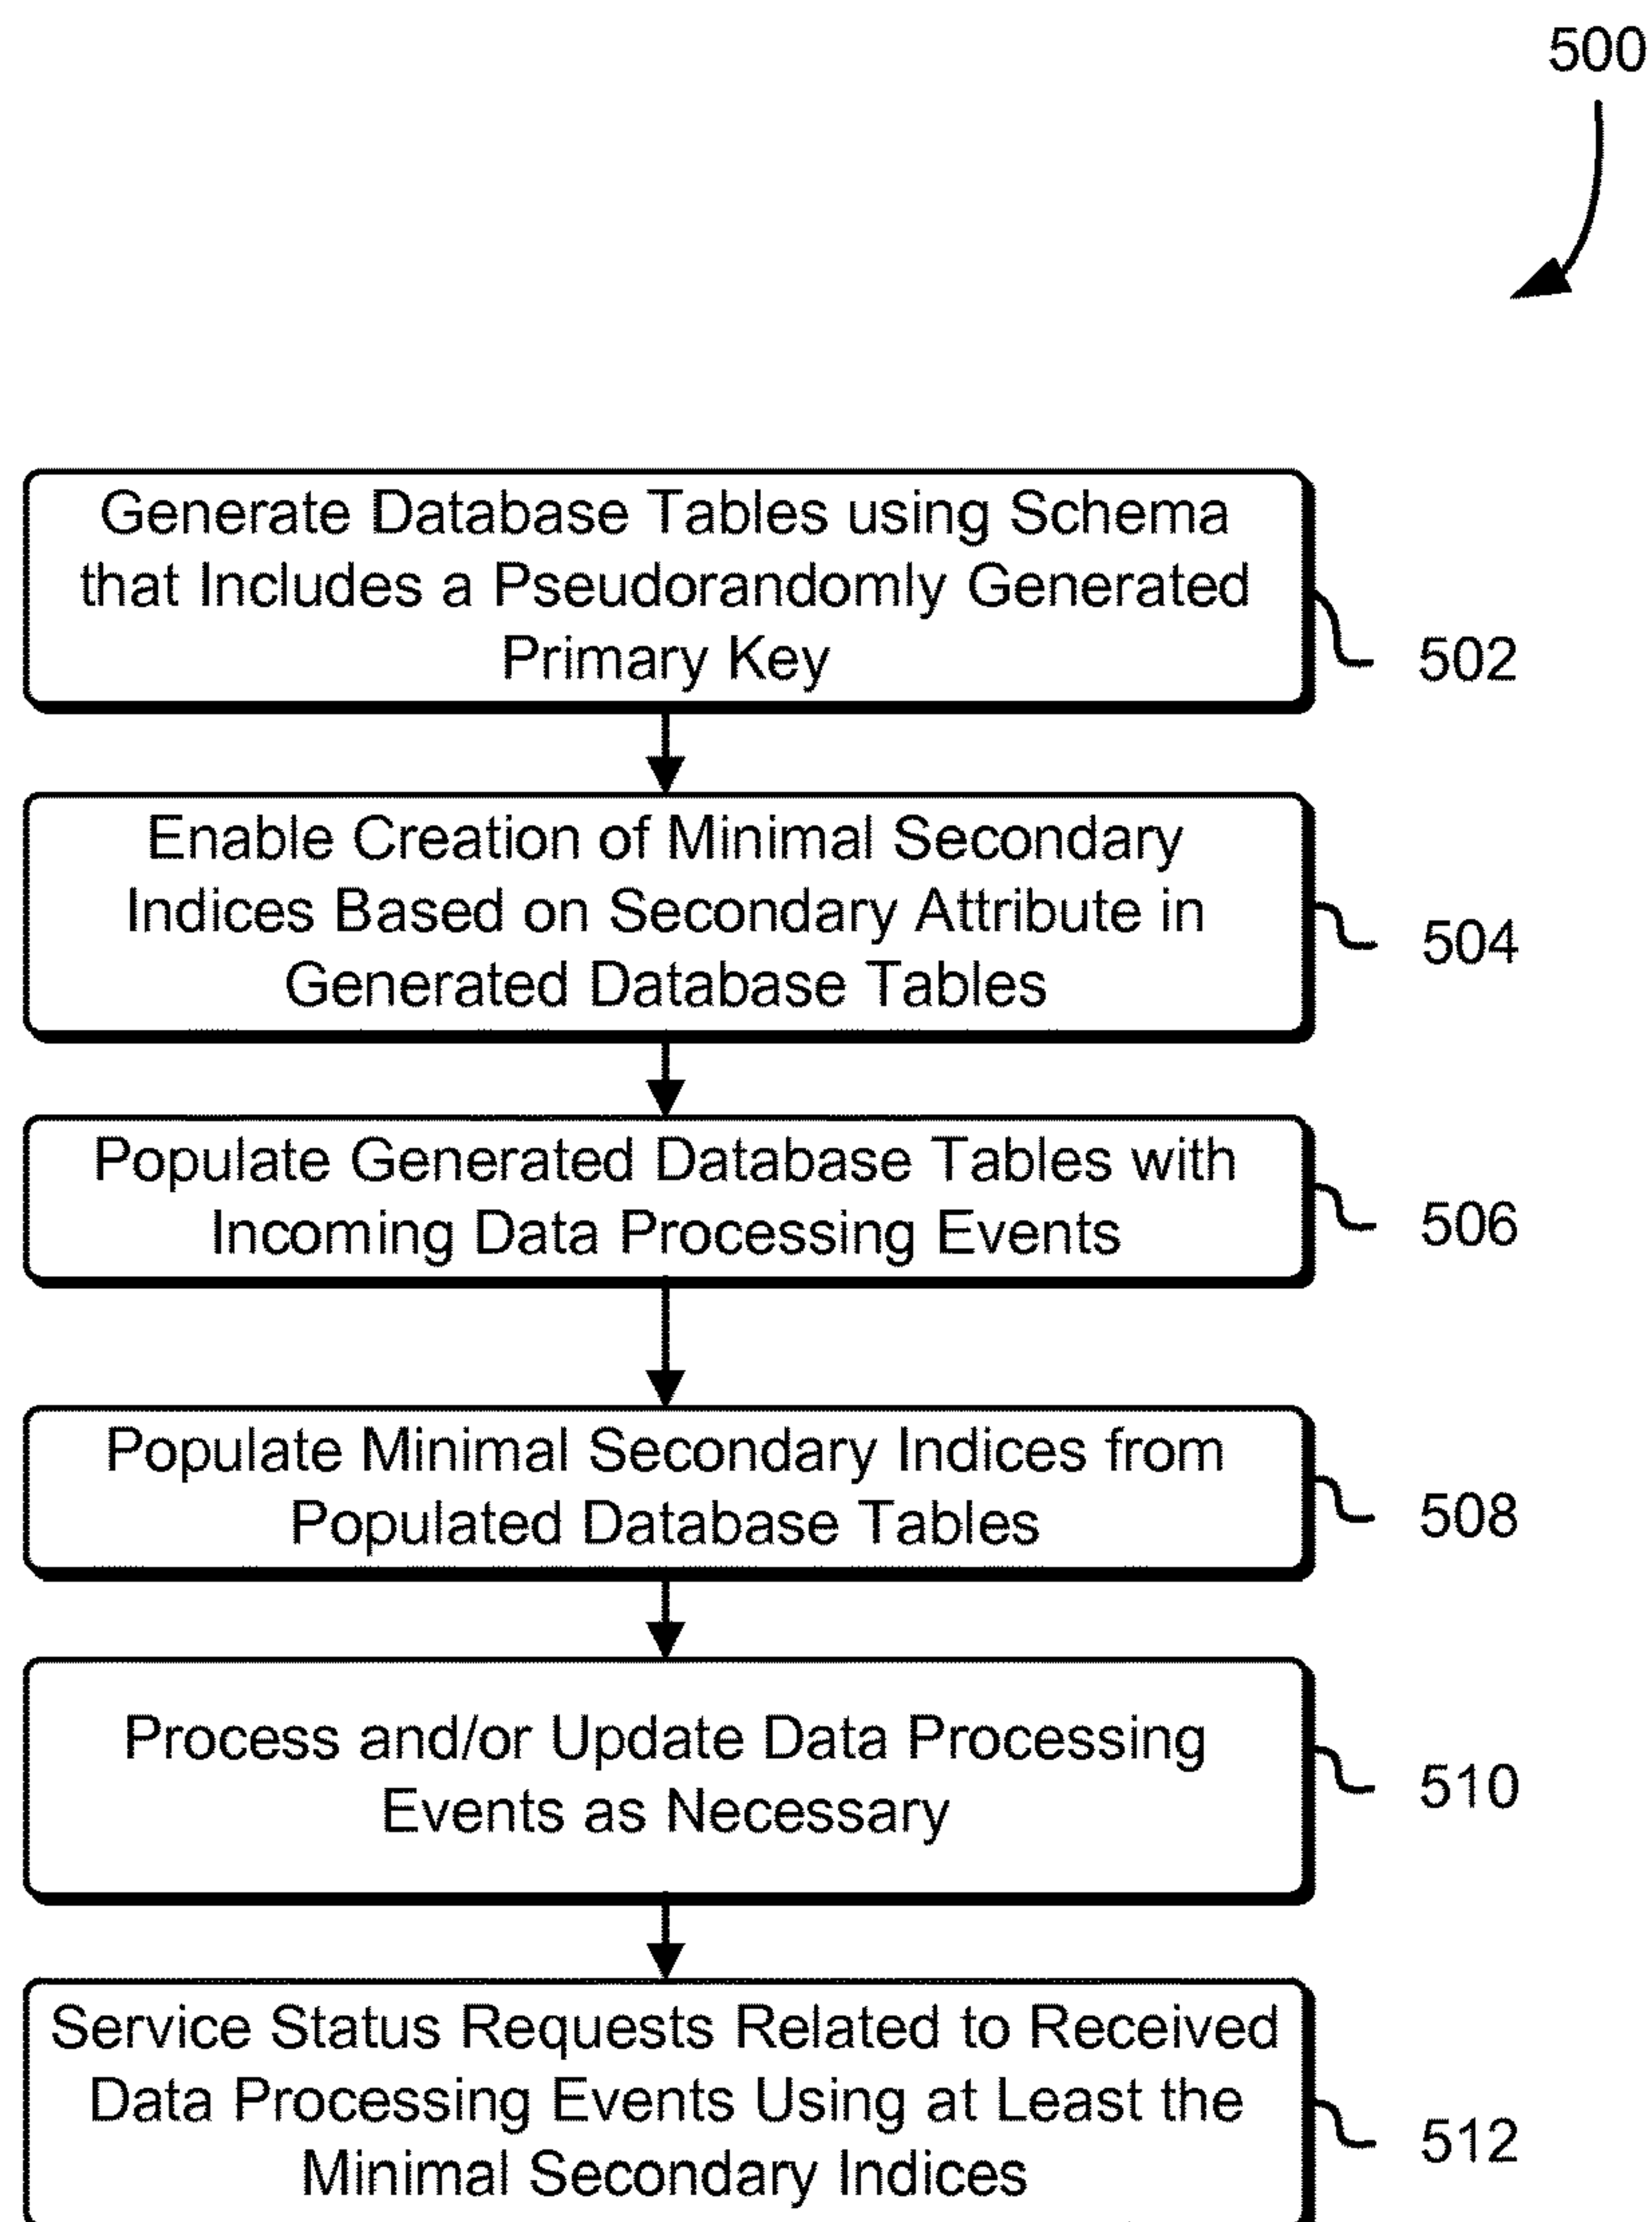 500
Generate Database Tables using Schema
that Includes a Pseudorandomly Generated
Primary Key
502
Enable Creation of Minimal Secondary
Indices Based on Secondary Attribute in
Generated Database Tables
504
Populate Generated Database Tables with
Incoming Data Processing Events
506
Populate Minimal Secondary Indices from
Populated Database Tables
508
Process and/or Update Data Processing
Events as Necessary
510
Service Status Requests Related to Received
Data Processing Events Using at Least the
Minimal Secondary Indices
512